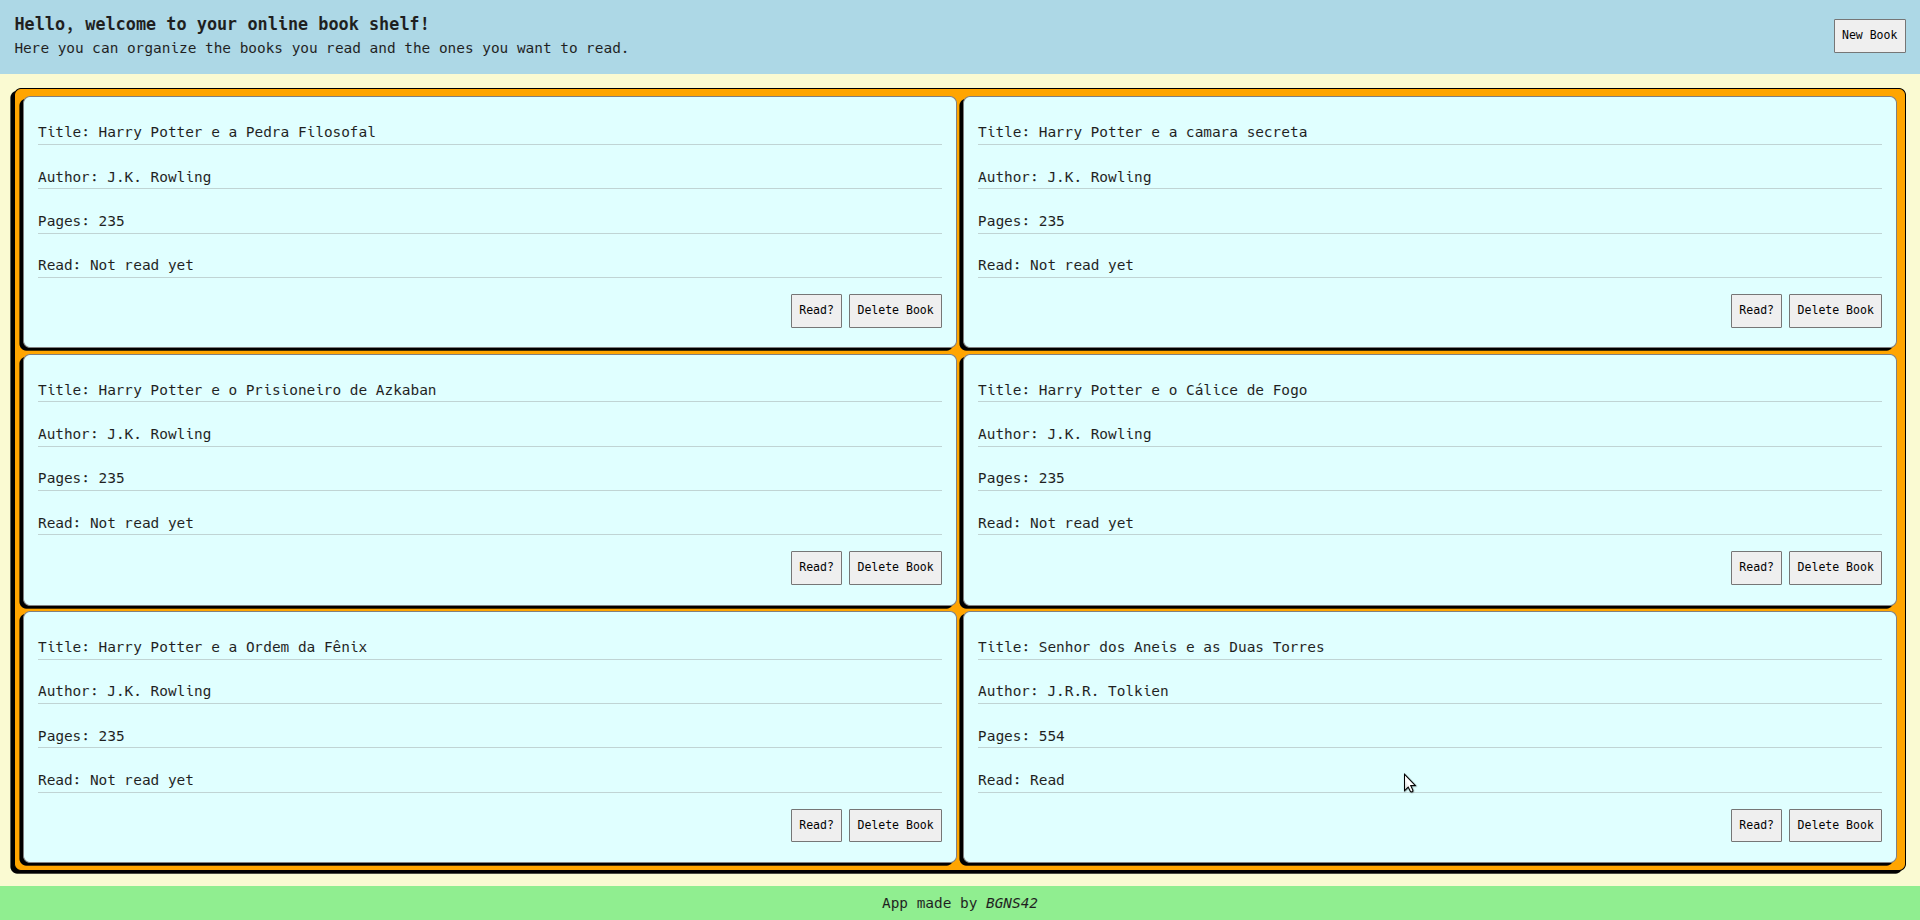 Hello, welcome to your online book shelf!
Here you can organize the books you read and the ones you want to read.
New Book
Title: Harry Potter e a Pedra Filosofal
Author: J.K. Rowling
Pages: 235
Read: Not read yet
Read? Delete Book
Title: Harry Potter e a camara secreta
Author: J.K. Rowling
Pages: 235
Read: Not read yet
Read? Delete Book
Title: Harry Potter e o Prisioneiro de Azkaban
Author: J.K. Rowling
Pages: 235
Read: Not read yet
Read? Delete Book
Title: Harry Potter e o Cálice de Fogo
Author: J.K. Rowling
Pages: 235
Read: Not read yet
Read? Delete Book
Title: Harry Potter e a Ordem da Fênix
Author: J.K. Rowling
Pages: 235
Read: Not read yet
Read? Delete Book
Title: Senhor dos Aneis e as Duas Torres
Author: J.R.R. Tolkien
Pages: 554
Read: Read
Read? Delete Book
App made by BGNS42